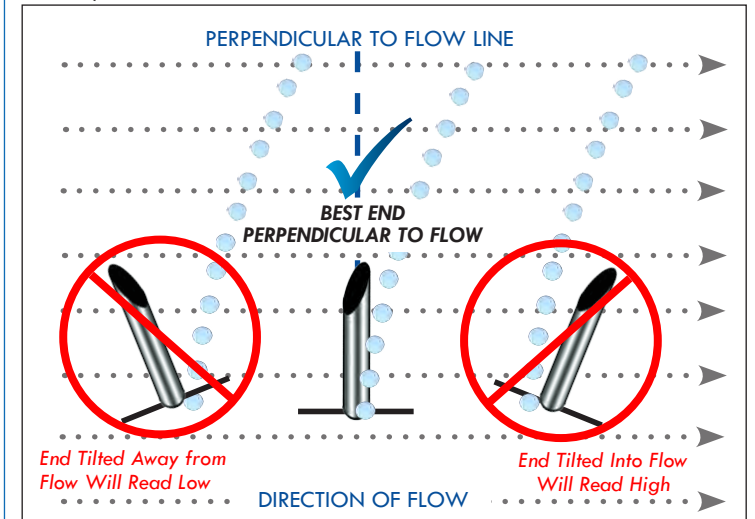 PERPENDICULAR TO FLOW LINE
BEST END
PERPENDICULAR TO FLOW
End Tilted Away from
Flow Will Read Low
End Tilted Into Flow
Will Read High
DIRECTION OF FLOW